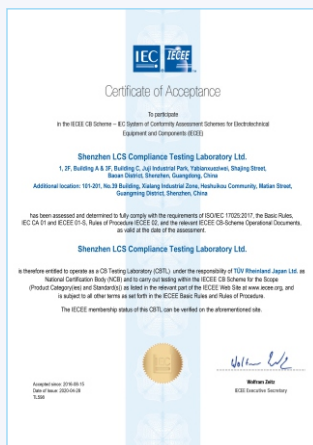 IEC IECEE
Certificate of Acceptance
To participate
in the IECEE CB Scheme – IEC System of Conformity Assessment Schemes for Electrotechnical
Equipment and Components (IECEE)
Shenzhen LCS Compliance Testing Laboratory Ltd.
1, 2F, Building A & 3F, Building C, Juji Industrial Park, Yabianxueziwei, Shajing Street,
Baoan District, Shenzhen, Guangdong, China
Additional location: 101-201, No.39 Building, Xialang Industrial Zone, Heshuikou Community, Matian Street,
Guangming District, Shenzhen, China
has been assessed and determined to fully comply with the requirements of ISO/IEC 17025:2017, the Basic Rules,
IEC CA 01 and IECEE 01-S, Rules of Procedure IECEE 02, and the relevant IECEE CB-Scheme Operational Documents,
as valid at the date of the assessment.
Shenzhen LCS Compliance Testing Laboratory Ltd.
is therefore entitled to operate as a CB Testing Laboratory (CBTL) under the responsibility of TÜV Rheinland Japan Ltd. as
National Certification Body (NCB) and to carry out testing within the IECEE CB Scheme for the Scope
(Product Category(ies) and Standard(s)) as listed in the relevant part of the IECEE Web Site at www.iecee.org, and
is subject to all other terms as set forth in the IECEE Basic Rules and Rules of Procedure.
The IECEE membership status of this CBTL can be verified on the aforementioned site.
Wolfram Zeitz
IECEE Executive Secretary